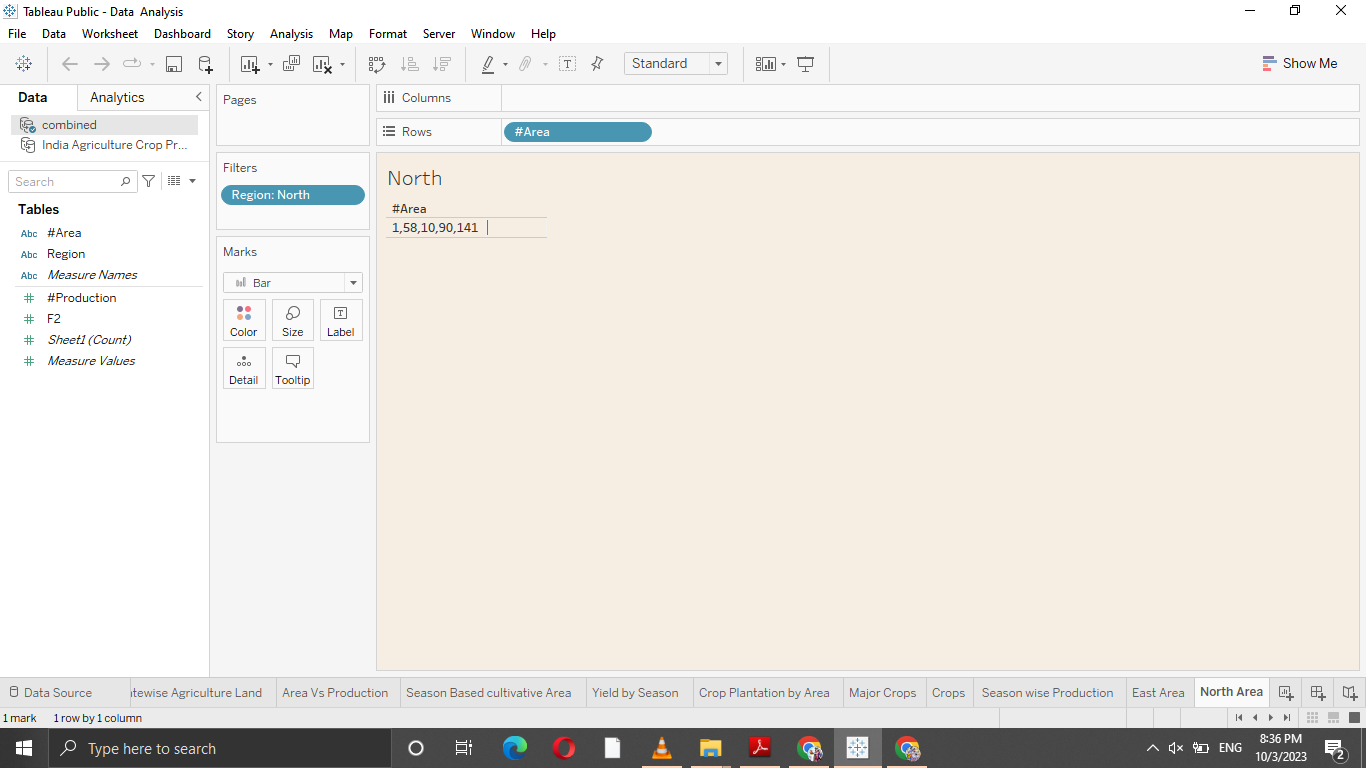 Tableau Public - Data  Analysis
File Data Worksheet Dashboard Story Analysis Map Format Server Window Help
Standard
Show Me
Data Analytics
combined
India Agriculture Crop Pr...
Search
Tables
Abc #Area
Abc Region
Abc Measure Names
#Production
F2
Sheet1 (Count)
Measure Values
Pages
Filters
Region: North
Marks
Bar
Color Size Label
Detail Tooltip
Columns
Rows #Area
North
#Area
1,58,10,90,141
Data Source tewise Agriculture Land Area Vs Production Season Based cultivative Area Yield by Season Crop Plantation by Area Major Crops Crops Season wise Production East Area North Area
1 mark 1 row by 1 column
Type here to search
ENG
8:36 PM
10/3/2023
2